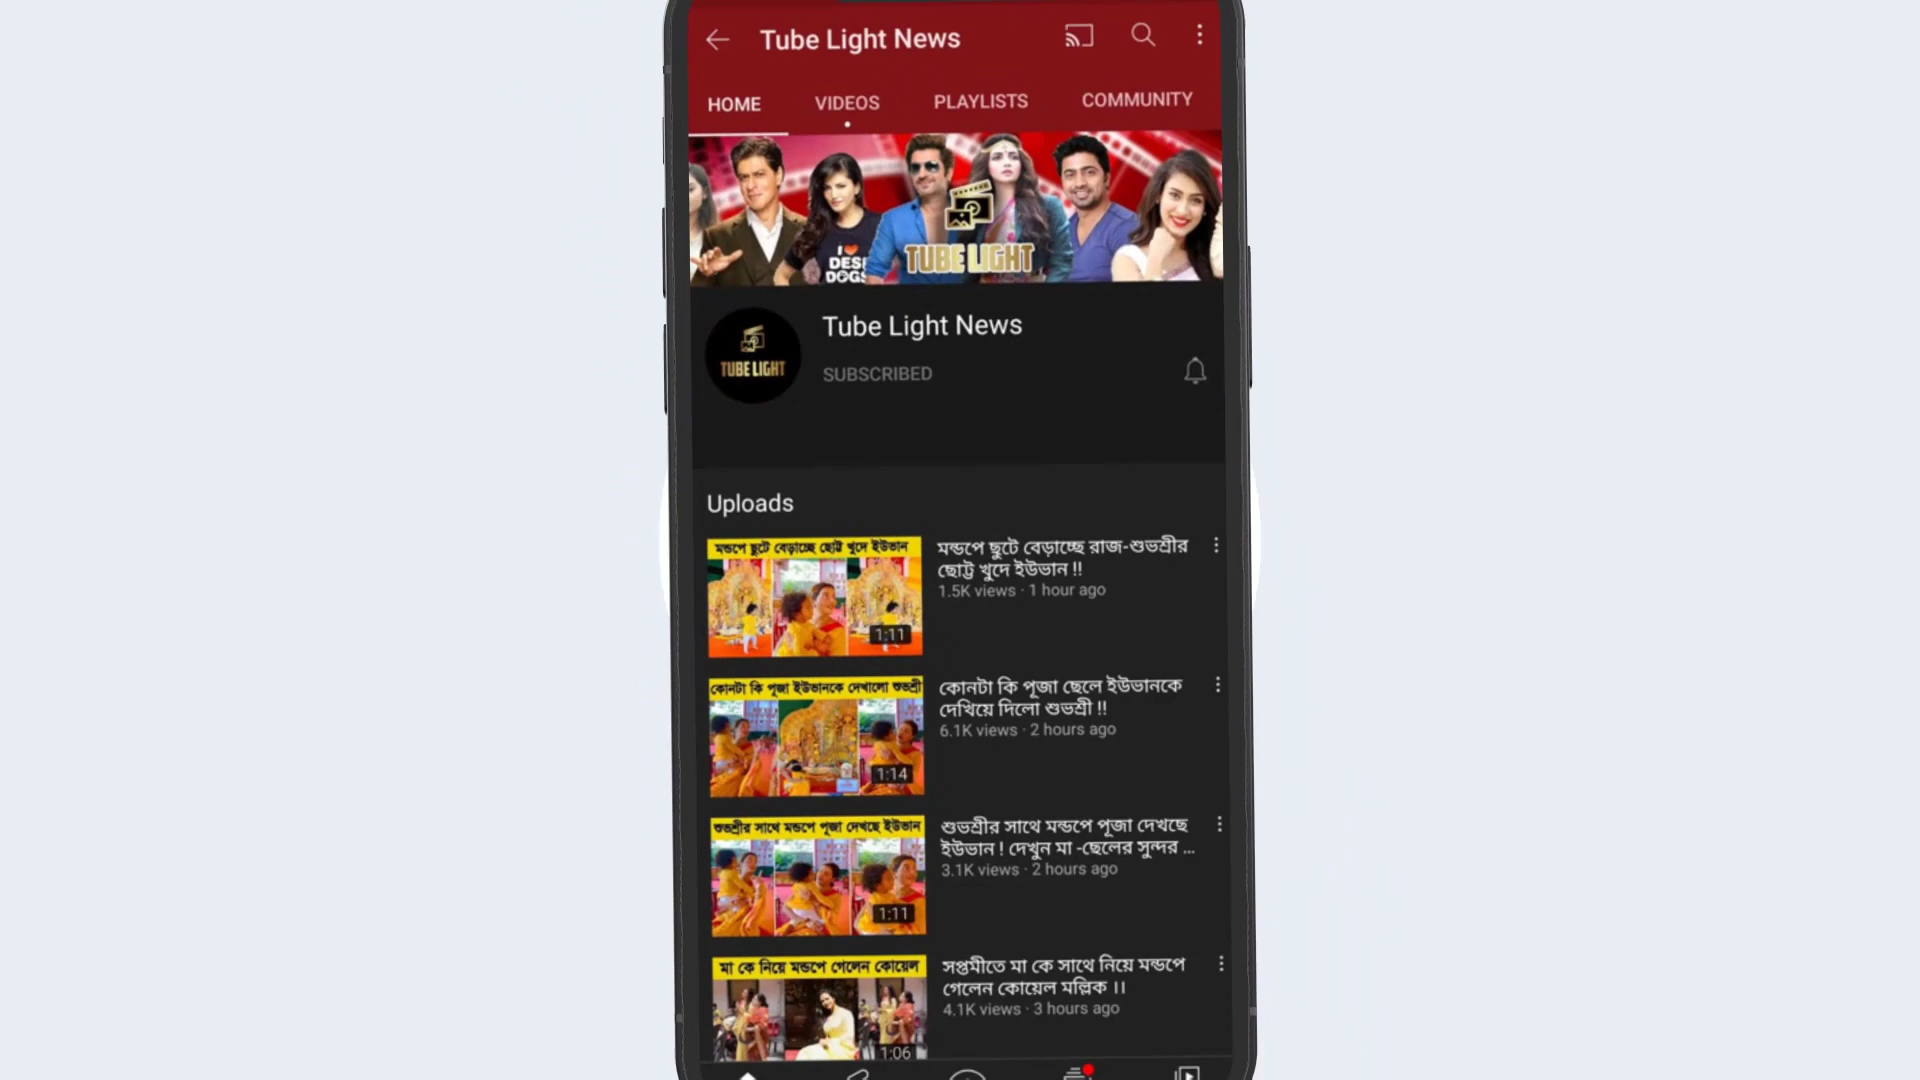 Tube Light News
HOME VIDEOS PLAYLISTS COMMUNITY
I
DESI
DOGS
TUBE LIGHT
TUBE LIGHT
Tube Light News
SUBSCRIBED
Uploads
মন্ডপে ছুটে বেড়াচ্ছে ছোট্ট খুদে ইউভান
1:11
মন্ডপে ছুটে বেড়াচ্ছে রাজ-শুভশ্রীর
ছোট্ট খুদে ইউভান !!
1.5K views · 1 hour ago
কোনটা কি পূজা ইউভানকে দেখালো শুভশ্রী
1:14
কোনটা কি পূজা ছেলে ইউভানকে
দেখিয়ে দিলো শুভশ্রী !!
6.1K views · 2 hours ago
শুভশ্রীর সাথে মন্ডপে পূজা দেখছে ইউভান
1:11
শুভশ্রীর সাথে মন্ডপে পূজা দেখছে
ইউভান ! দেখুন মা -ছেলের সুন্দর ...
3.1K views · 2 hours ago
মা কে নিয়ে মন্ডপে গেলেন কোয়েল
1:06
সপ্তমীতে মা কে সাথে নিয়ে মন্ডপে
গেলেন কোয়েল মল্লিক ।।
4.1K views · 3 hours ago